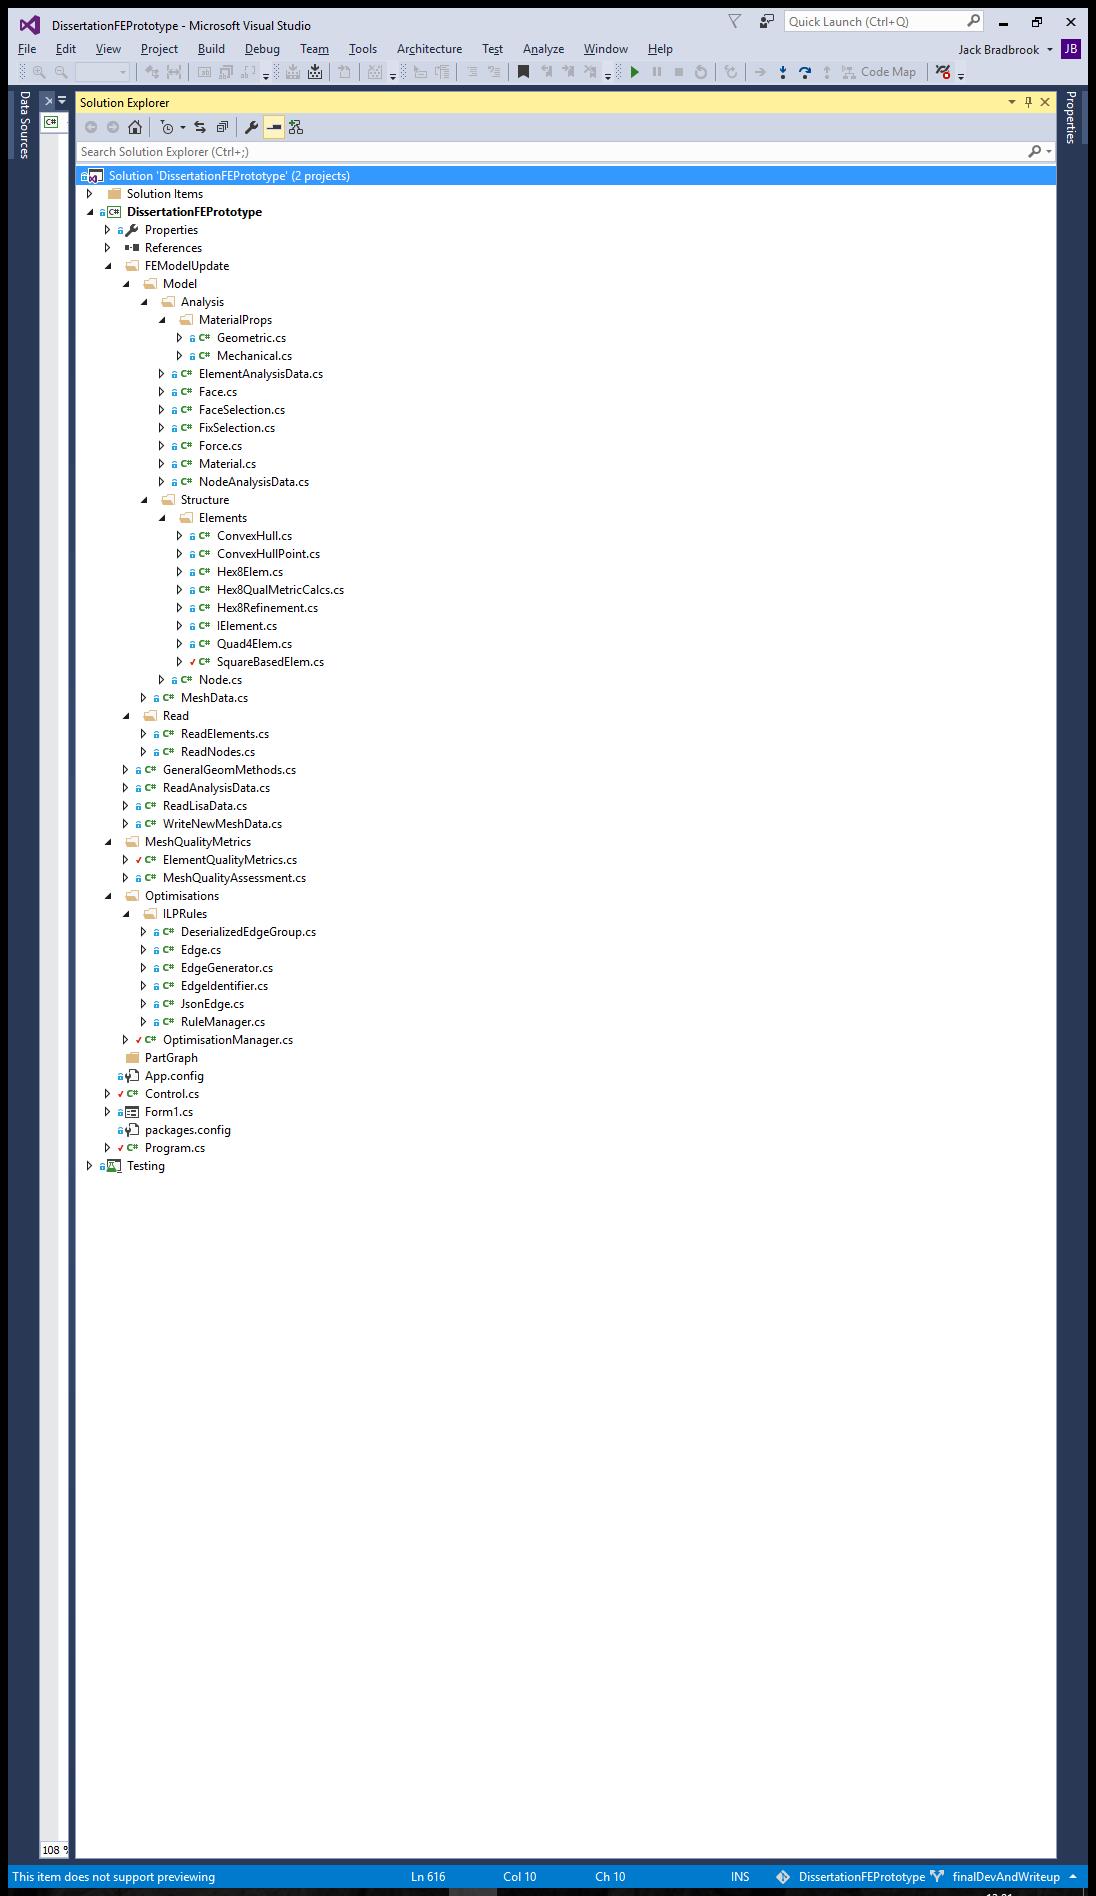 DissertationFEPrototype - Microsoft Visual Studio
Quick Launch (Ctrl+Q)
File Edit View Project Build Debug Team Tools Architecture Test Analyze Window Help
Jack Bradbrook JB
Code Map
Data Sources
C#
Solution Explorer
Properties
Search Solution Explorer (Ctrl+;)
Solution 'DissertationFEPrototype' (2 projects)
Solution Items
C# DissertationFEPrototype
Properties
References
FEModelUpdate
Model
Analysis
MaterialProps
C# Geometric.cs
C# Mechanical.cs
C# ElementAnalysisData.cs
C# Face.cs
C# FaceSelection.cs
C# FixSelection.cs
C# Force.cs
C# Material.cs
C# NodeAnalysisData.cs
Structure
Elements
C# ConvexHull.cs
C# ConvexHullPoint.cs
C# Hex8Elem.cs
C# Hex8QualMetricCalcs.cs
C# Hex8Refinement.cs
C# IElement.cs
C# Quad4Elem.cs
C# SquareBasedElem.cs
C# Node.cs
C# MeshData.cs
Read
C# ReadElements.cs
C# ReadNodes.cs
C# GeneralGeomMethods.cs
C# ReadAnalysisData.cs
C# ReadLisaData.cs
C# WriteNewMeshData.cs
MeshQualityMetrics
C# ElementQualityMetrics.cs
C# MeshQualityAssessment.cs
Optimisations
ILPRules
C# DeserializedEdgeGroup.cs
C# Edge.cs
C# EdgeGenerator.cs
C# EdgeIdentifier.cs
C# JsonEdge.cs
C# RuleManager.cs
C# OptimisationManager.cs
PartGraph
App.config
C# Control.cs
Form1.cs
packages.config
C# Program.cs
Testing
108 %
This item does not support previewing Ln 616 Col 10 Ch 10 INS DissertationFEPrototype finalDevAndWriteup